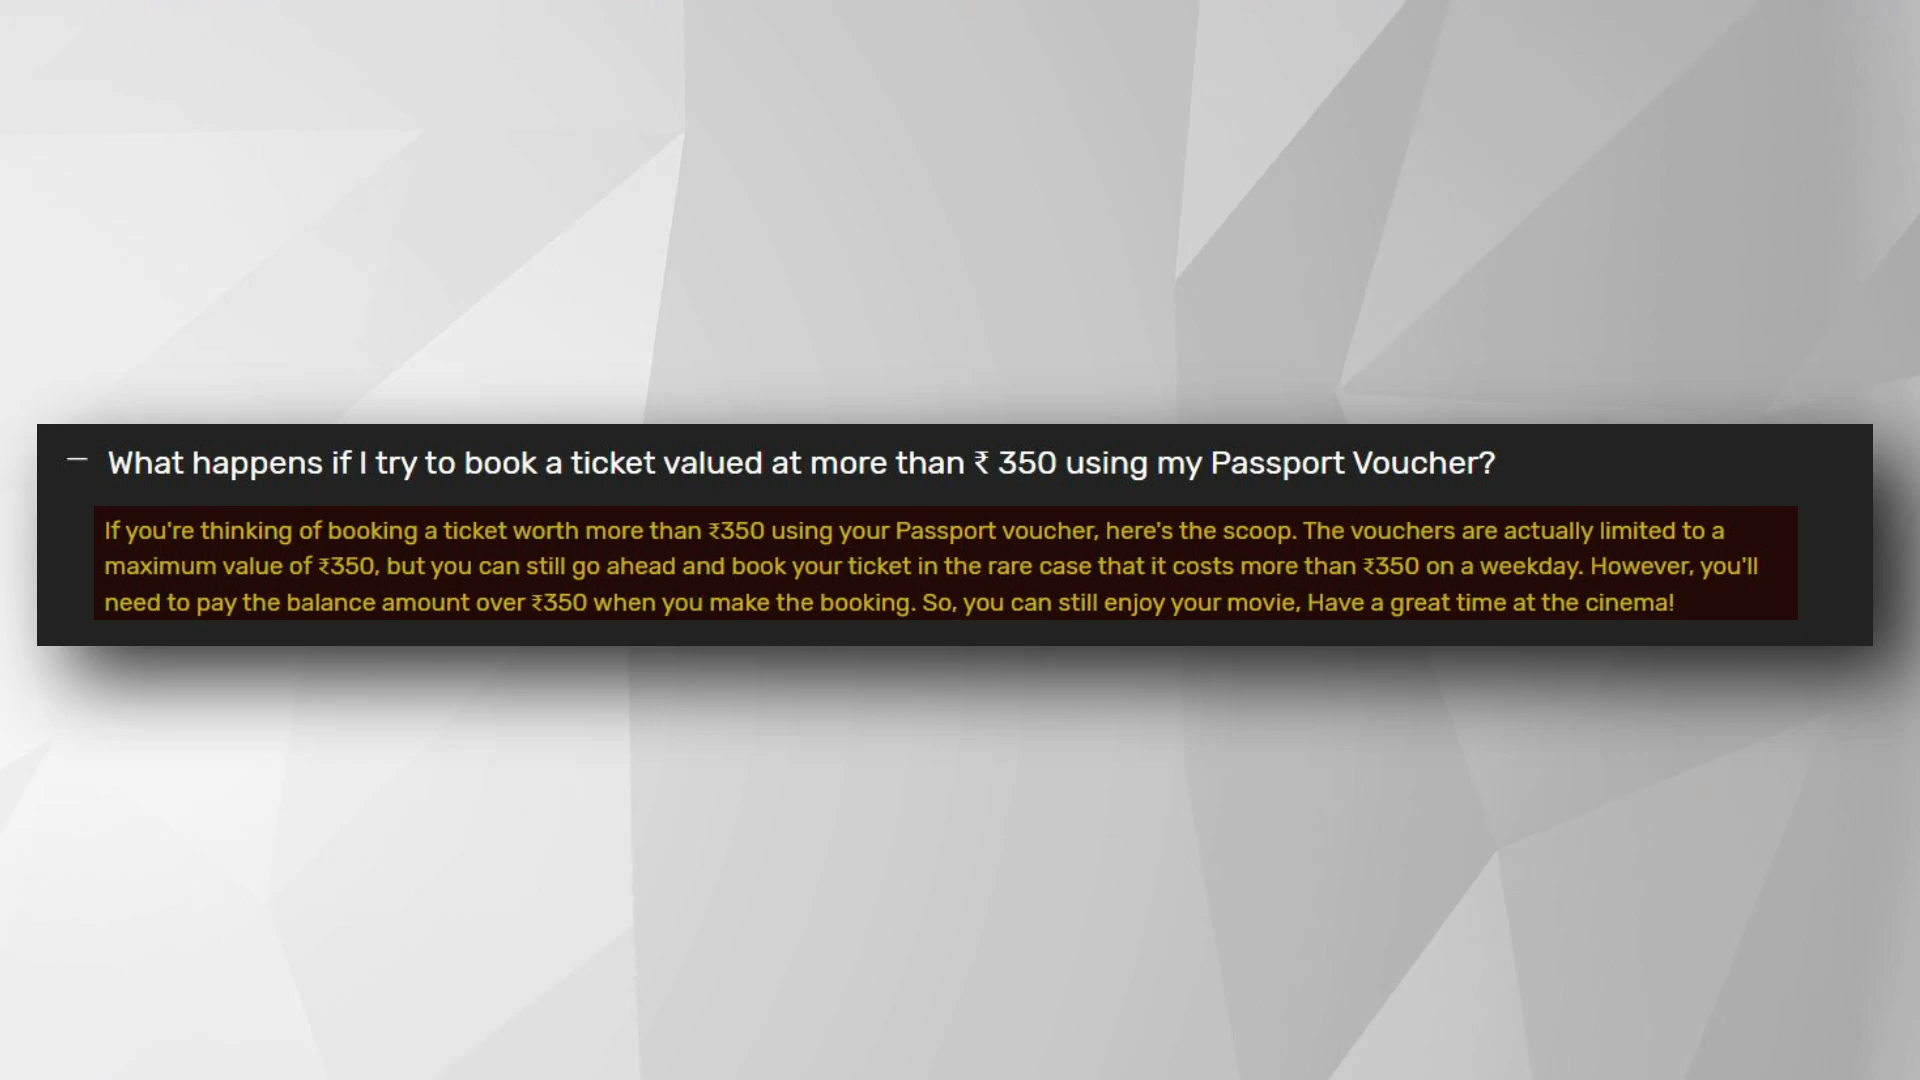 What happens if I try to book a ticket valued at more than ₹ 350 using my Passport Voucher?
If you're thinking of booking a ticket worth more than ₹350 using your Passport voucher, here's the scoop. The vouchers are actually limited to a
maximum value of ₹350, but you can still go ahead and book your ticket in the rare case that it costs more than ₹350 on a weekday. However, you'll
need to pay the balance amount over ₹350 when you make the booking. So, you can still enjoy your movie, Have a great time at the cinema!